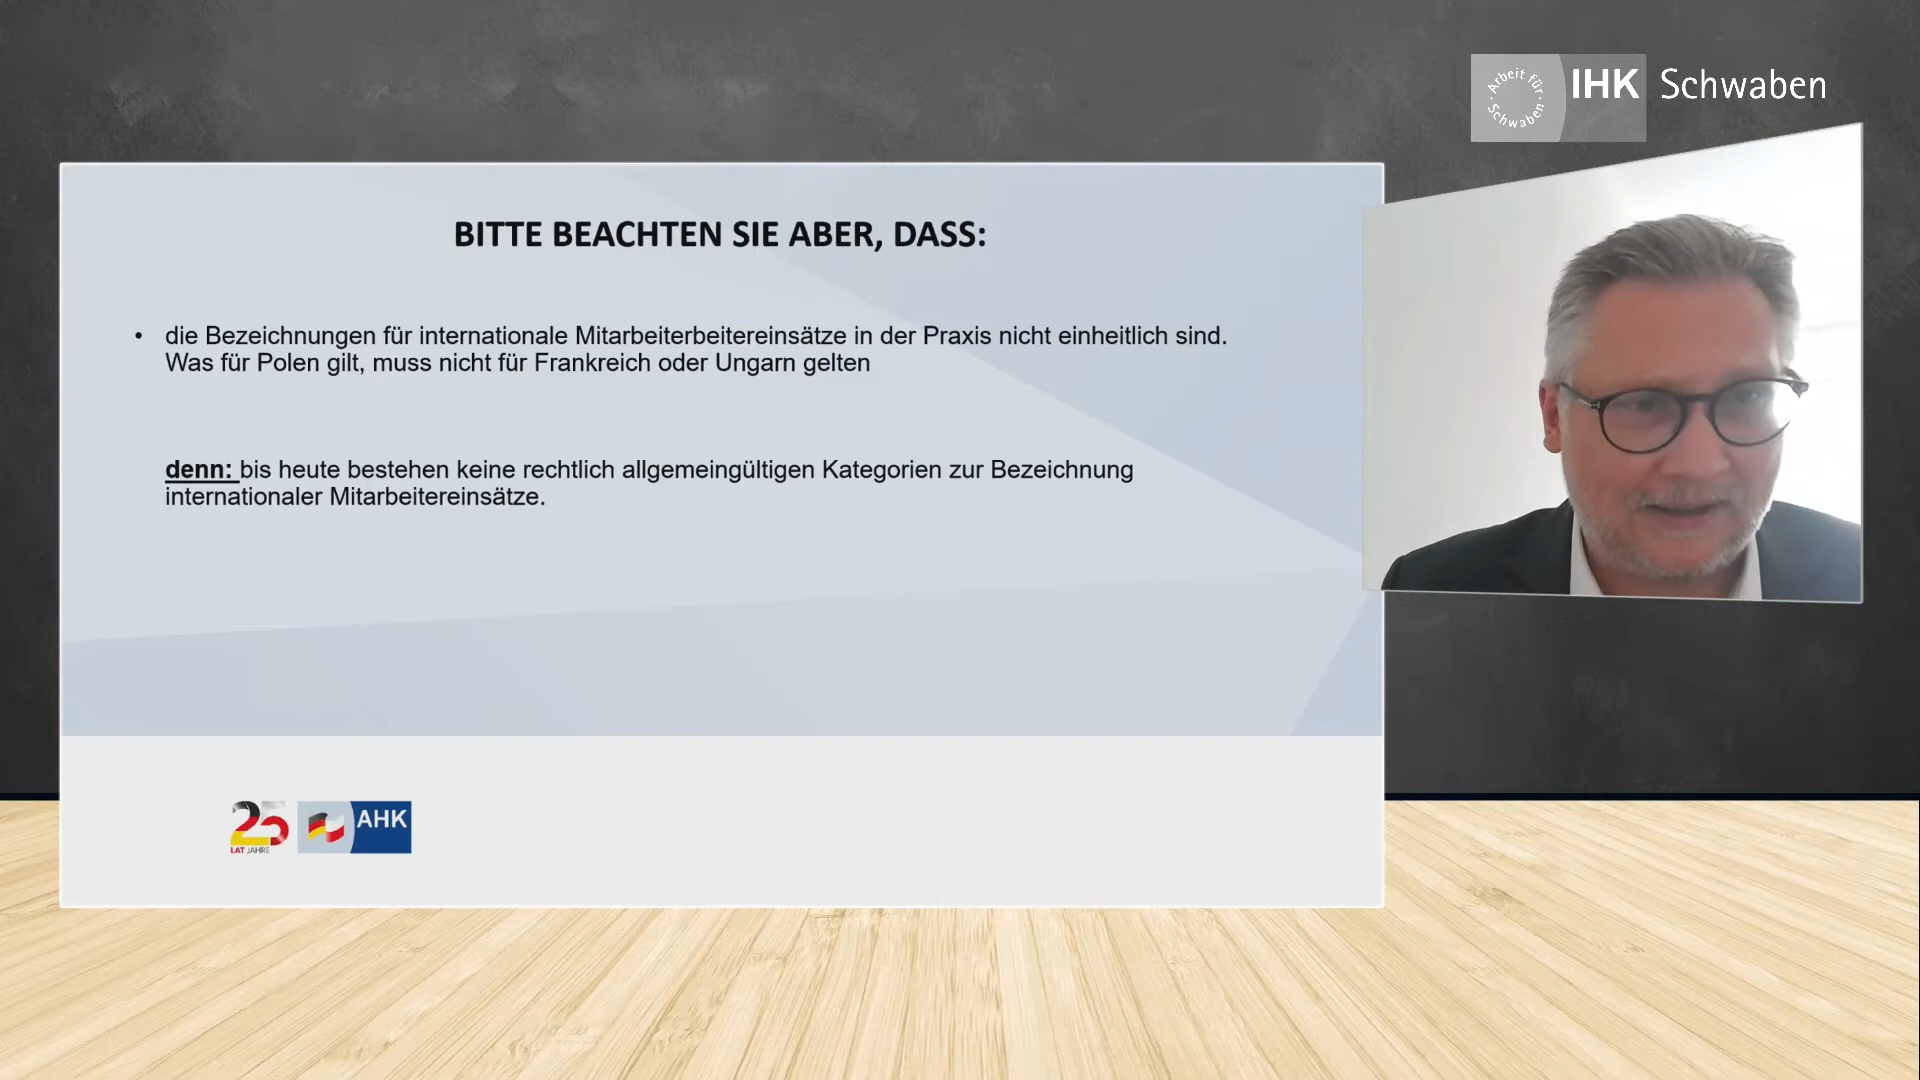 Arbeit für
Schwaben
IHK Schwaben
BITTE BEACHTEN SIE ABER, DASS:
• die Bezeichnungen für internationale Mitarbeiterbeitereinsätze in der Praxis nicht einheitlich sind.
Was für Polen gilt, muss nicht für Frankreich oder Ungarn gelten
denn: bis heute bestehen keine rechtlich allgemeingültigen Kategorien zur Bezeichnung
internationaler Mitarbeitereinsätze.
25
LAT JAHRE
AHK